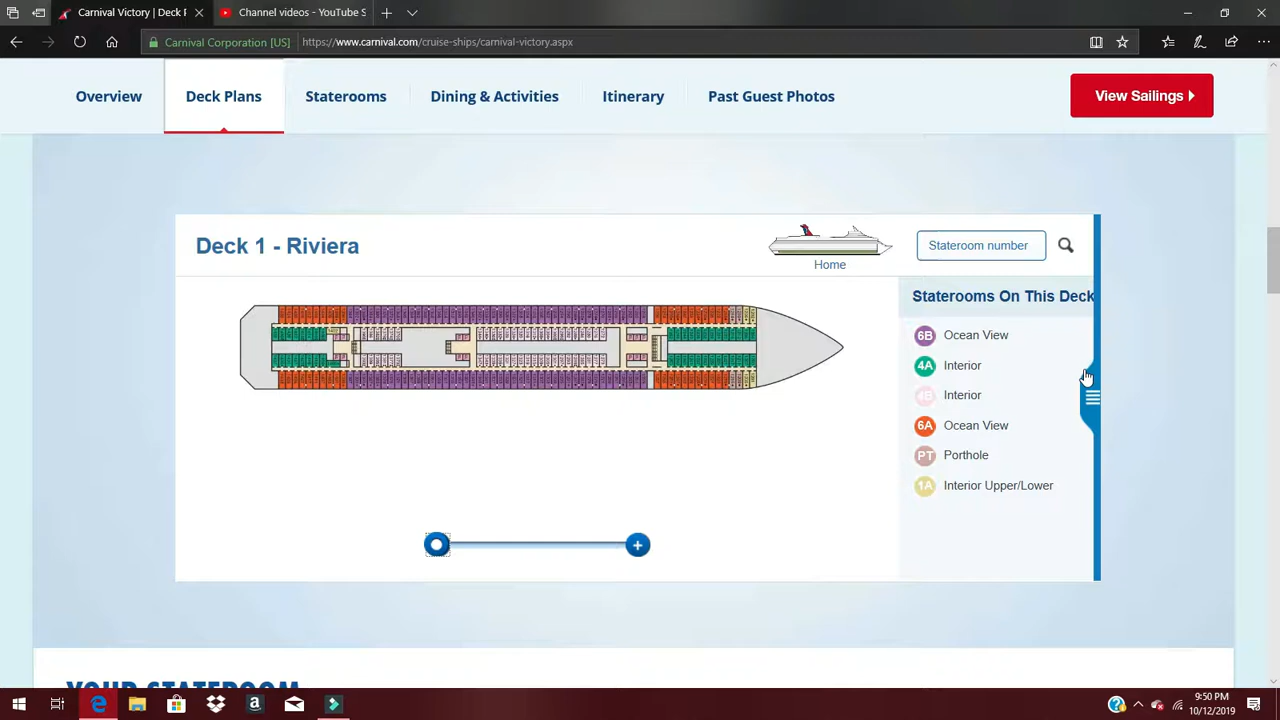 Carnival Victory | Deck P
Channel videos - YouTube S
Carnival Corporation [US]
https://www.carnival.com/cruise-ships/carnival-victory.aspx
Overview
Deck Plans
Staterooms
Dining & Activities
Itinerary
Past Guest Photos
View Sailings
Deck 1 - Riviera
Home
Stateroom number
Staterooms On This Deck
6B Ocean View
4A Interior
4B Interior
6A Ocean View
PT Porthole
1A Interior Upper/Lower
YOUR STATEROOM
9:50 PM
10/12/2019